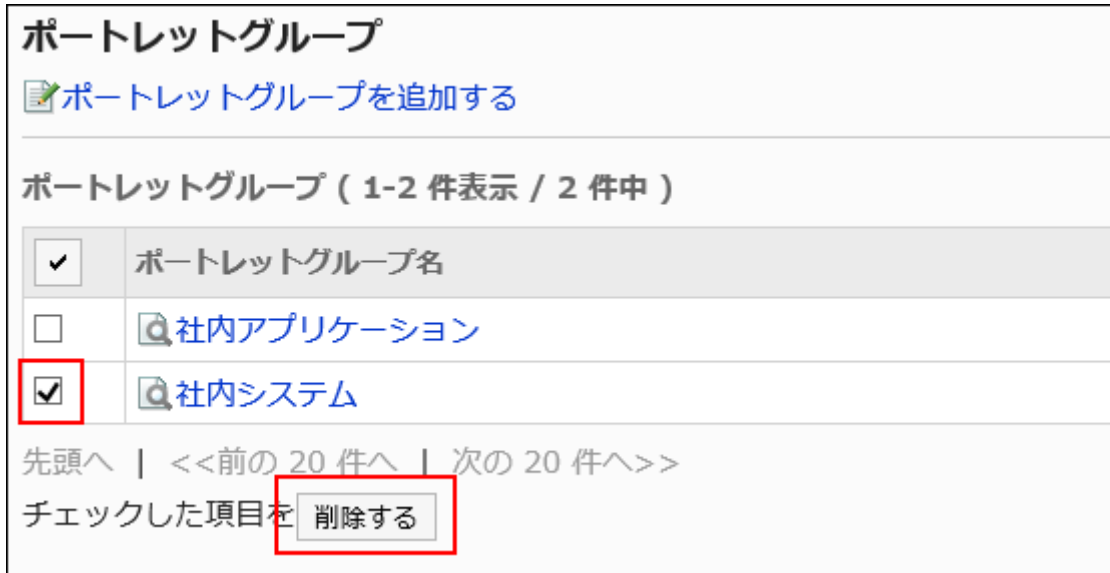 ポートレットグループ
ポートレットグループを追加する
ポートレットグループ ( 1-2 件表示 / 2 件中 )
ポートレットグループ名
社内アプリケーション
社内システム
先頭へ | <<前の 20 件へ | 次の 20 件へ>>
チェックした項目を 削除する